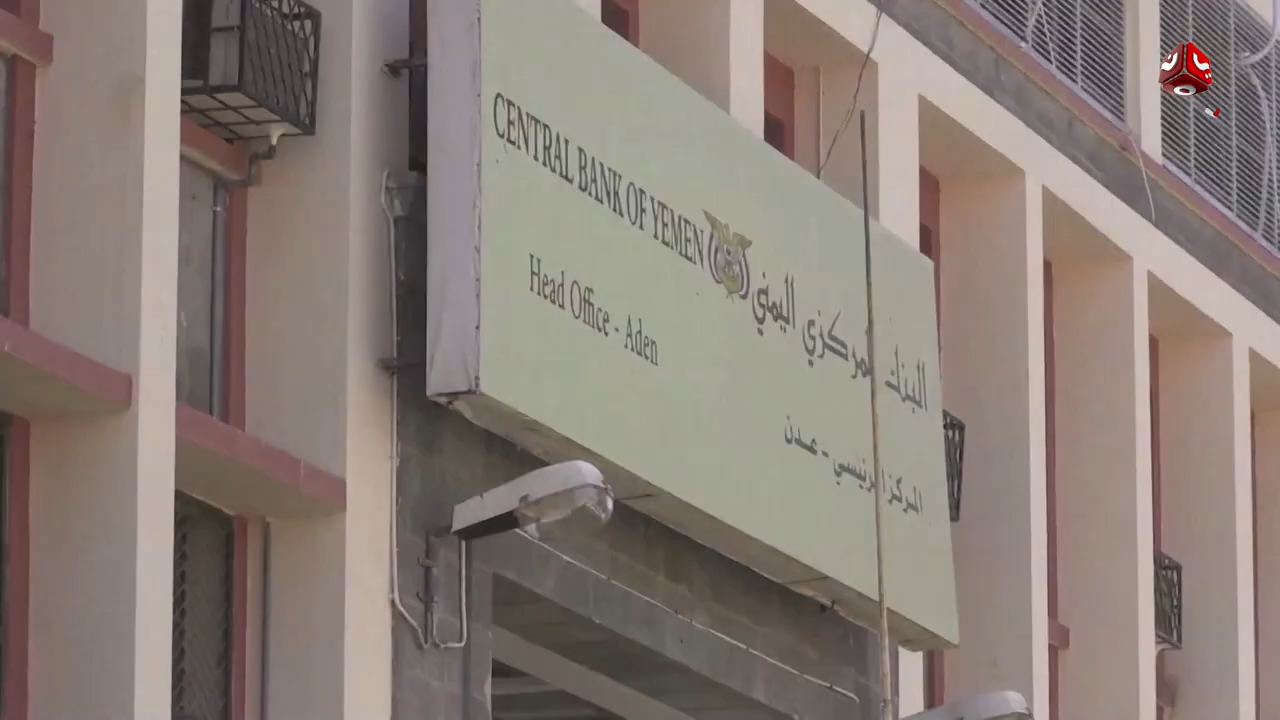 CENTRAL BANK OF YEMEN
البنك المركزي اليمني
Head Office - Aden
المركز الرئيسي - عدن